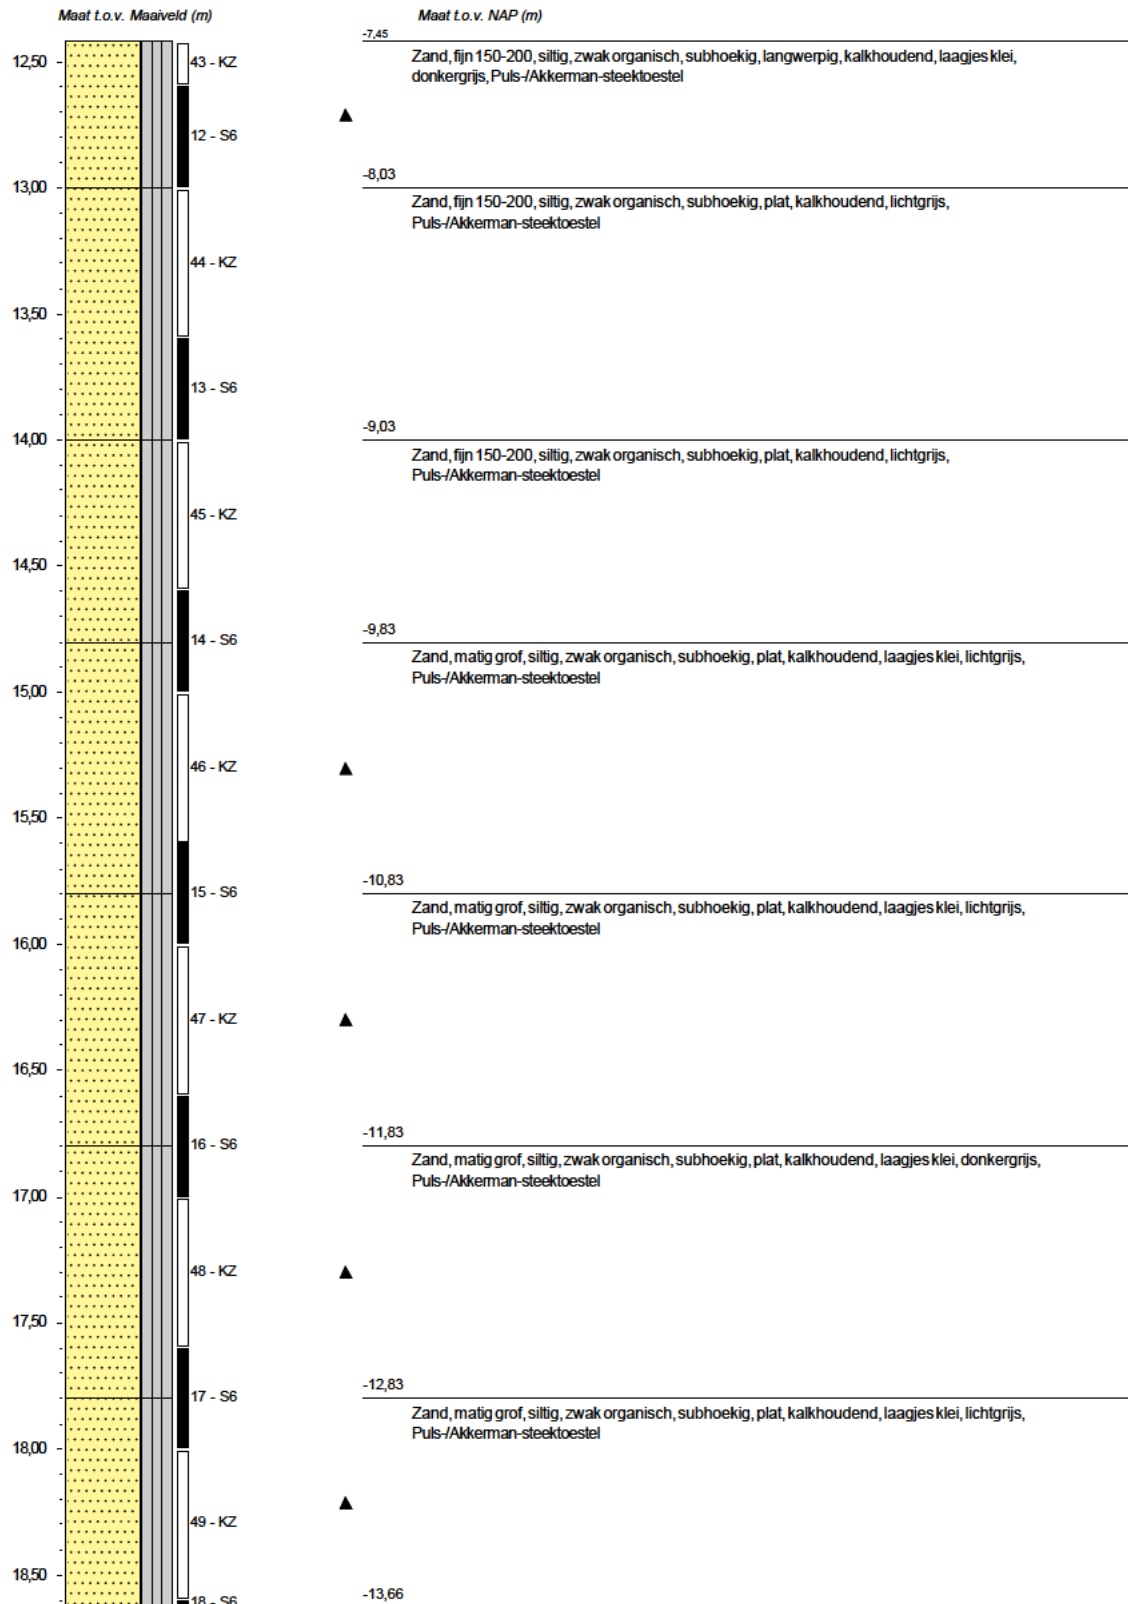 Maat t.o.v. Maaiveld (m)
Maat t.o.v. NAP (m)
-7,45
Zand, fijn 150-200, siltig, zwak organisch, subhoekig, langwerpig, kalkhoudend, laagjes klei,
donkergrijs, Puls-/Akkerman-steektoestel
12,50
43 - KZ
12 - S6
-8,03
13,00
Zand, fijn 150-200, siltig, zwak organisch, subhoekig, plat, kalkhoudend, lichtgrijs,
Puls-/Akkerman-steektoestel
44 - KZ
13,50
13 - S6
-9,03
14,00
Zand, fijn 150-200, siltig, zwak organisch, subhoekig, plat, kalkhoudend, lichtgrijs,
Puls-/Akkerman-steektoestel
45 - KZ
14,50
-9,83
14 - S6
Zand, matig grof, siltig, zwak organisch, subhoekig, plat, kalkhoudend, laagjes klei, lichtgrijs,
Puls-/Akkerman-steektoestel
15,00
46 - KZ
15,50
-10,83
15 - S6
Zand, matig grof, siltig, zwak organisch, subhoekig, plat, kalkhoudend, laagjes klei, lichtgrijs,
Puls-/Akkerman-steektoestel
16,00
47 - KZ
16,50
-11,83
16 - S6
Zand, matig grof, siltig, zwak organisch, subhoekig, plat, kalkhoudend, laagjes klei, donkergrijs,
Puls-/Akkerman-steektoestel
17,00
48 - KZ
17,50
-12,83
17 - S6
Zand, matig grof, siltig, zwak organisch, subhoekig, plat, kalkhoudend, laagjes klei, lichtgrijs,
Puls-/Akkerman-steektoestel
18,00
49 - KZ
18,50
-13,66
18 - S6